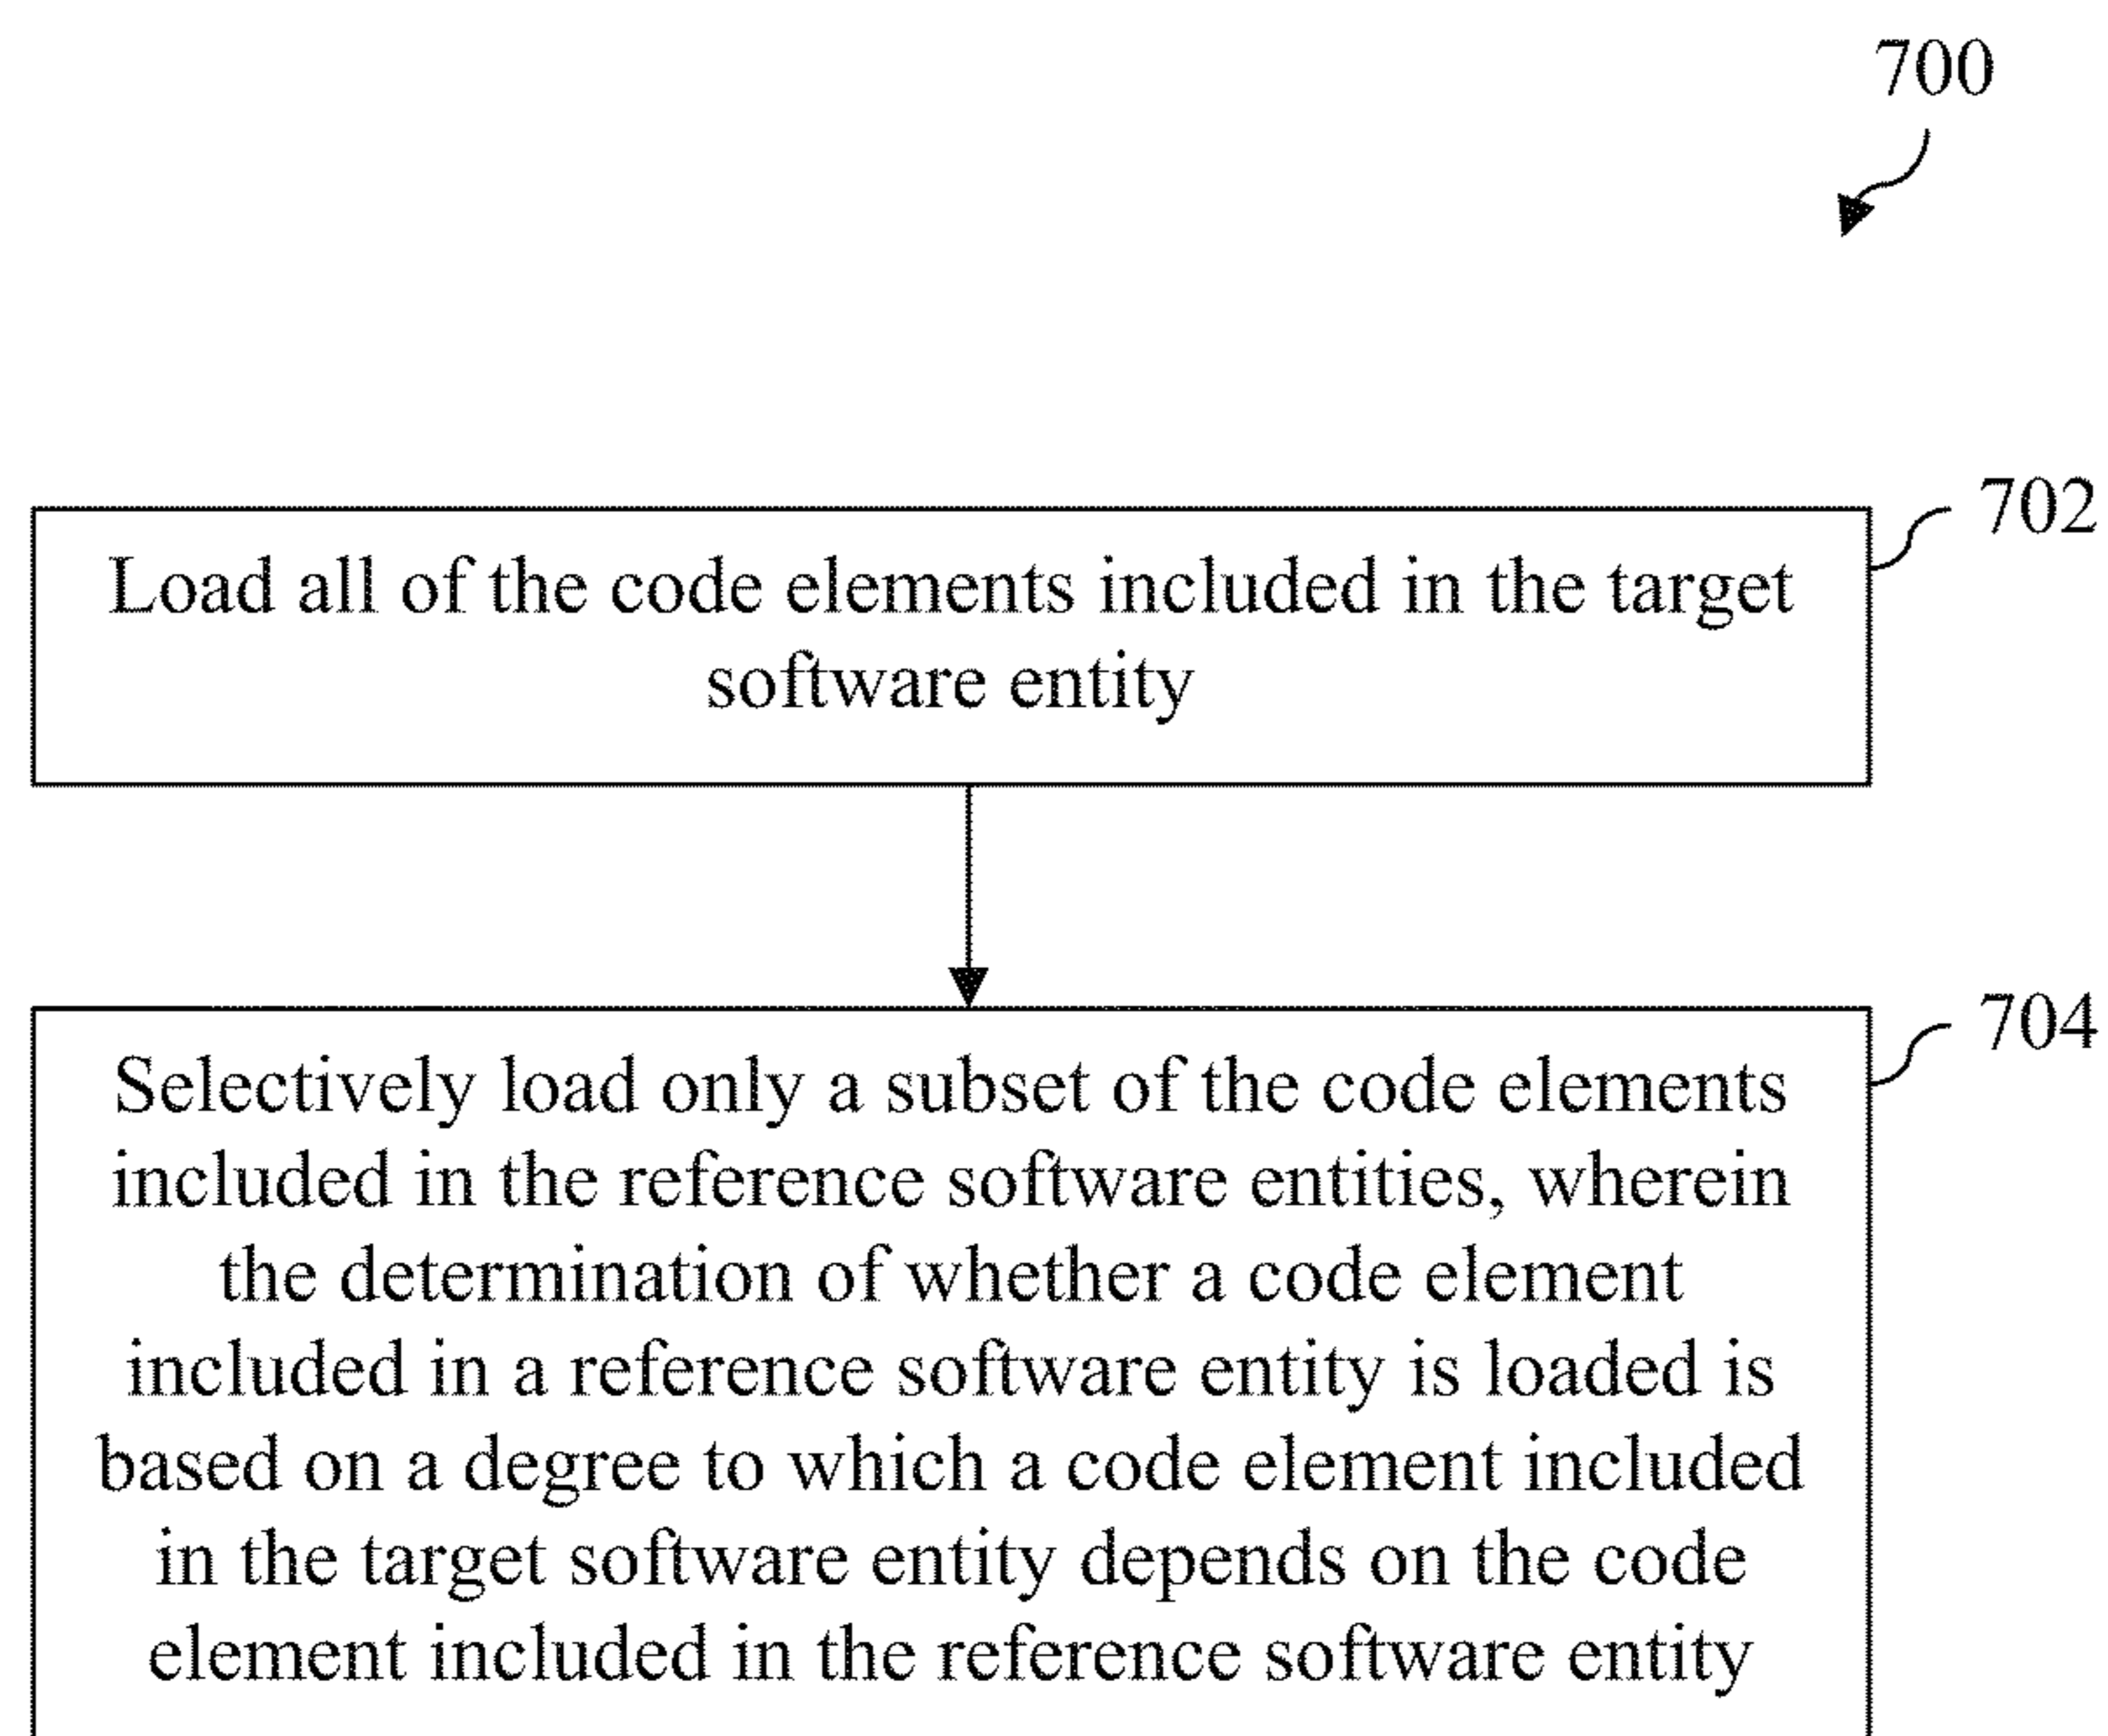 700
702
Load all of the code elements included in the target
software entity
704
Selectively load only a subset of the code elements
included in the reference software entities, wherein
the determination of whether a code element
included in a reference software entity is loaded is
based on a degree to which a code element included
in the target software entity depends on the code
element included in the reference software entity